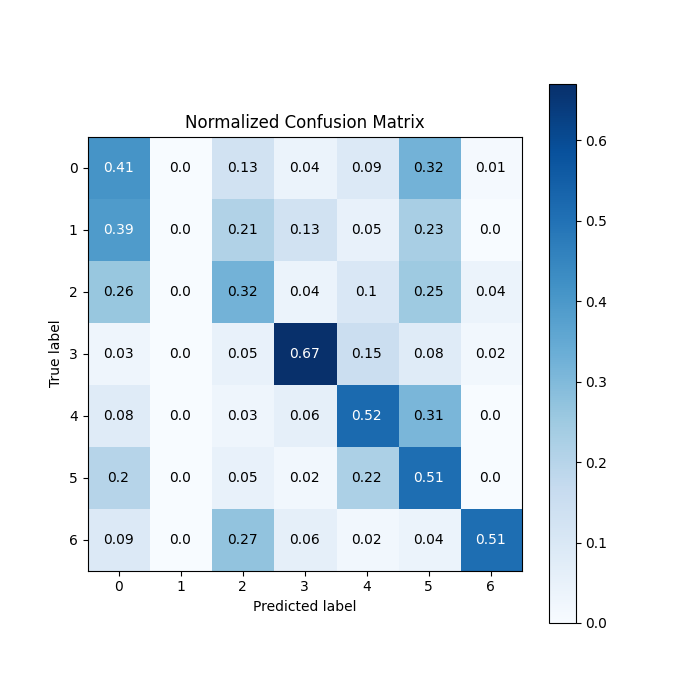 Normalized Confusion Matrix
0 0.41 0.0 0.13 0.04 0.09 0.32 0.01
1 0.39 0.0 0.21 0.13 0.05 0.23 0.0
2 0.26 0.0 0.32 0.04 0.1 0.25 0.04
3 0.03 0.0 0.05 0.67 0.15 0.08 0.02
4 0.08 0.0 0.03 0.06 0.52 0.31 0.0
5 0.2 0.0 0.05 0.02 0.22 0.51 0.0
6 0.09 0.0 0.27 0.06 0.02 0.04 0.51
0 1 2 3 4 5 6
Predicted label
True label
0.6
0.5
0.4
0.3
0.2
0.1
0.0